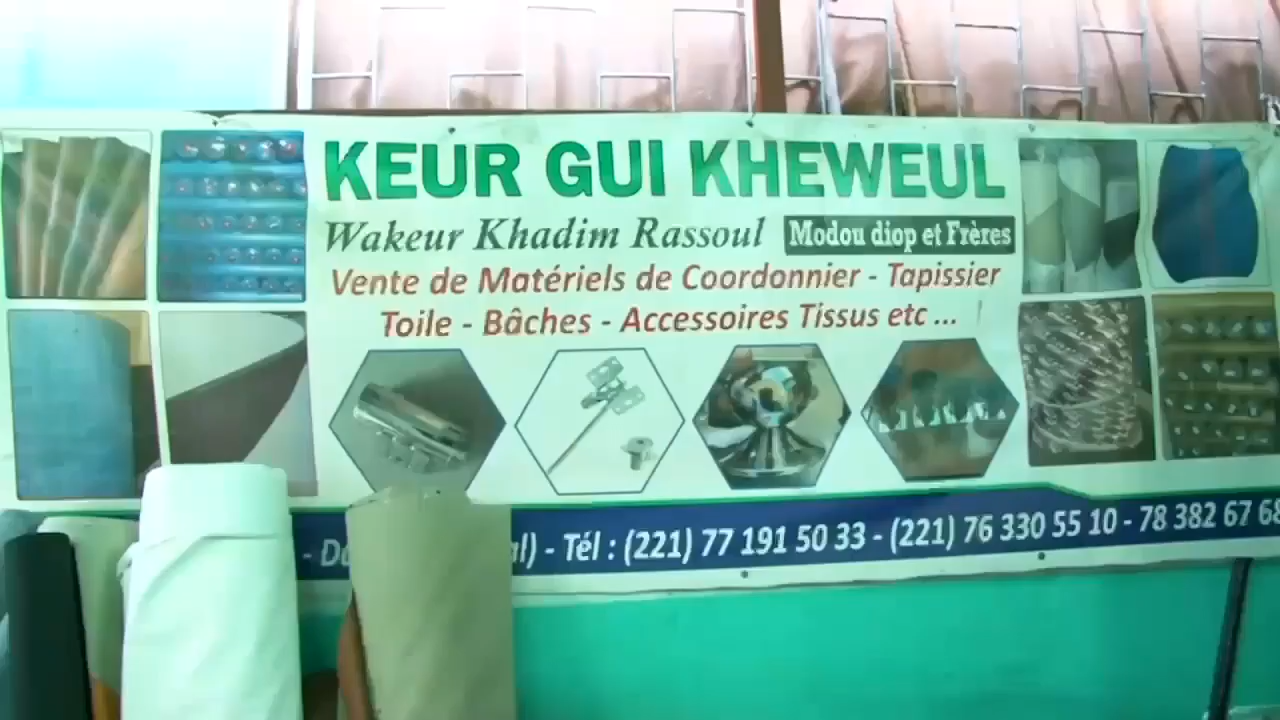 KEUR GUI KHEWEUL
Wakeur Khadim Rassoul Modou diop et Frères
Vente de Matériels de Coordonnier - Tapissier
Toile - Bâches - Accessoires Tissus etc ...
- Tél : (221) 77 191 50 33 - (221) 76 330 55 10 - 78 382 67 68